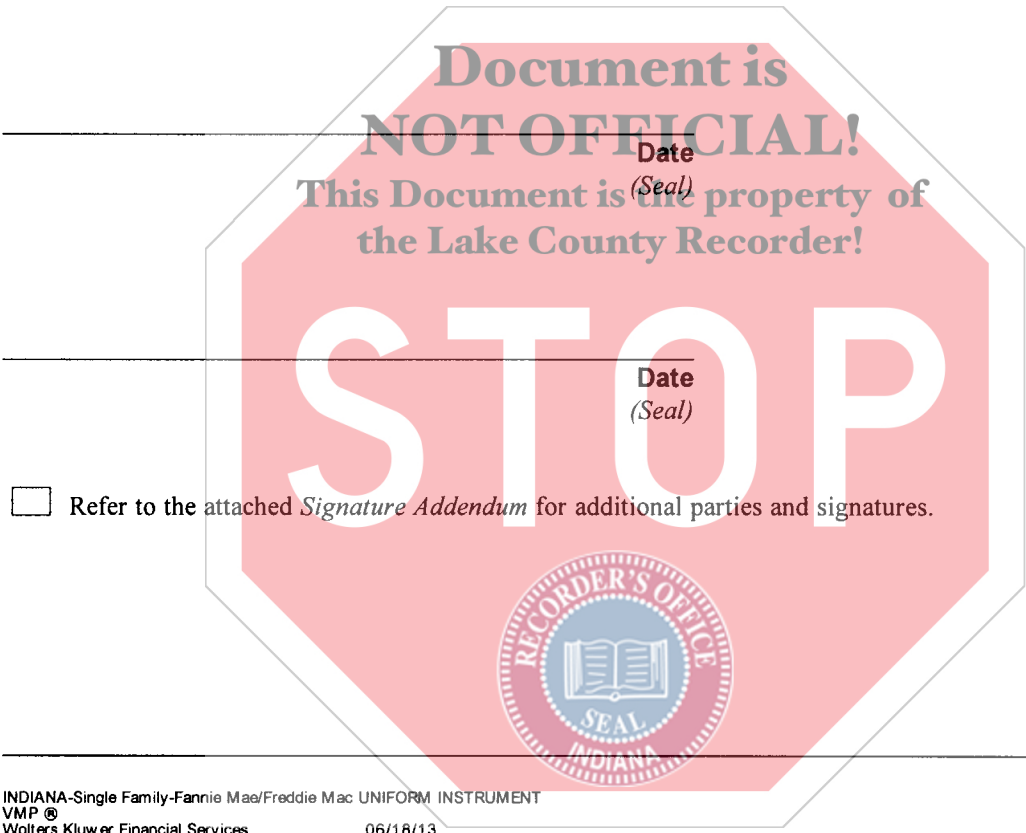 Document is
NOT OFFICIAL!
Date
(Seal)
This Document is the property of
the Lake County Recorder!
STOP
Date
(Seal)
Refer to the attached Signature Addendum for additional parties and signatures.
RECORDER'S OFFICE
SEAL
INDIANA
INDIANA-Single Family-Fannie Mae/Freddie Mac UNIFORM INSTRUMENT
VMP ®
Wolters Kluwer Financial Services 06/18/13